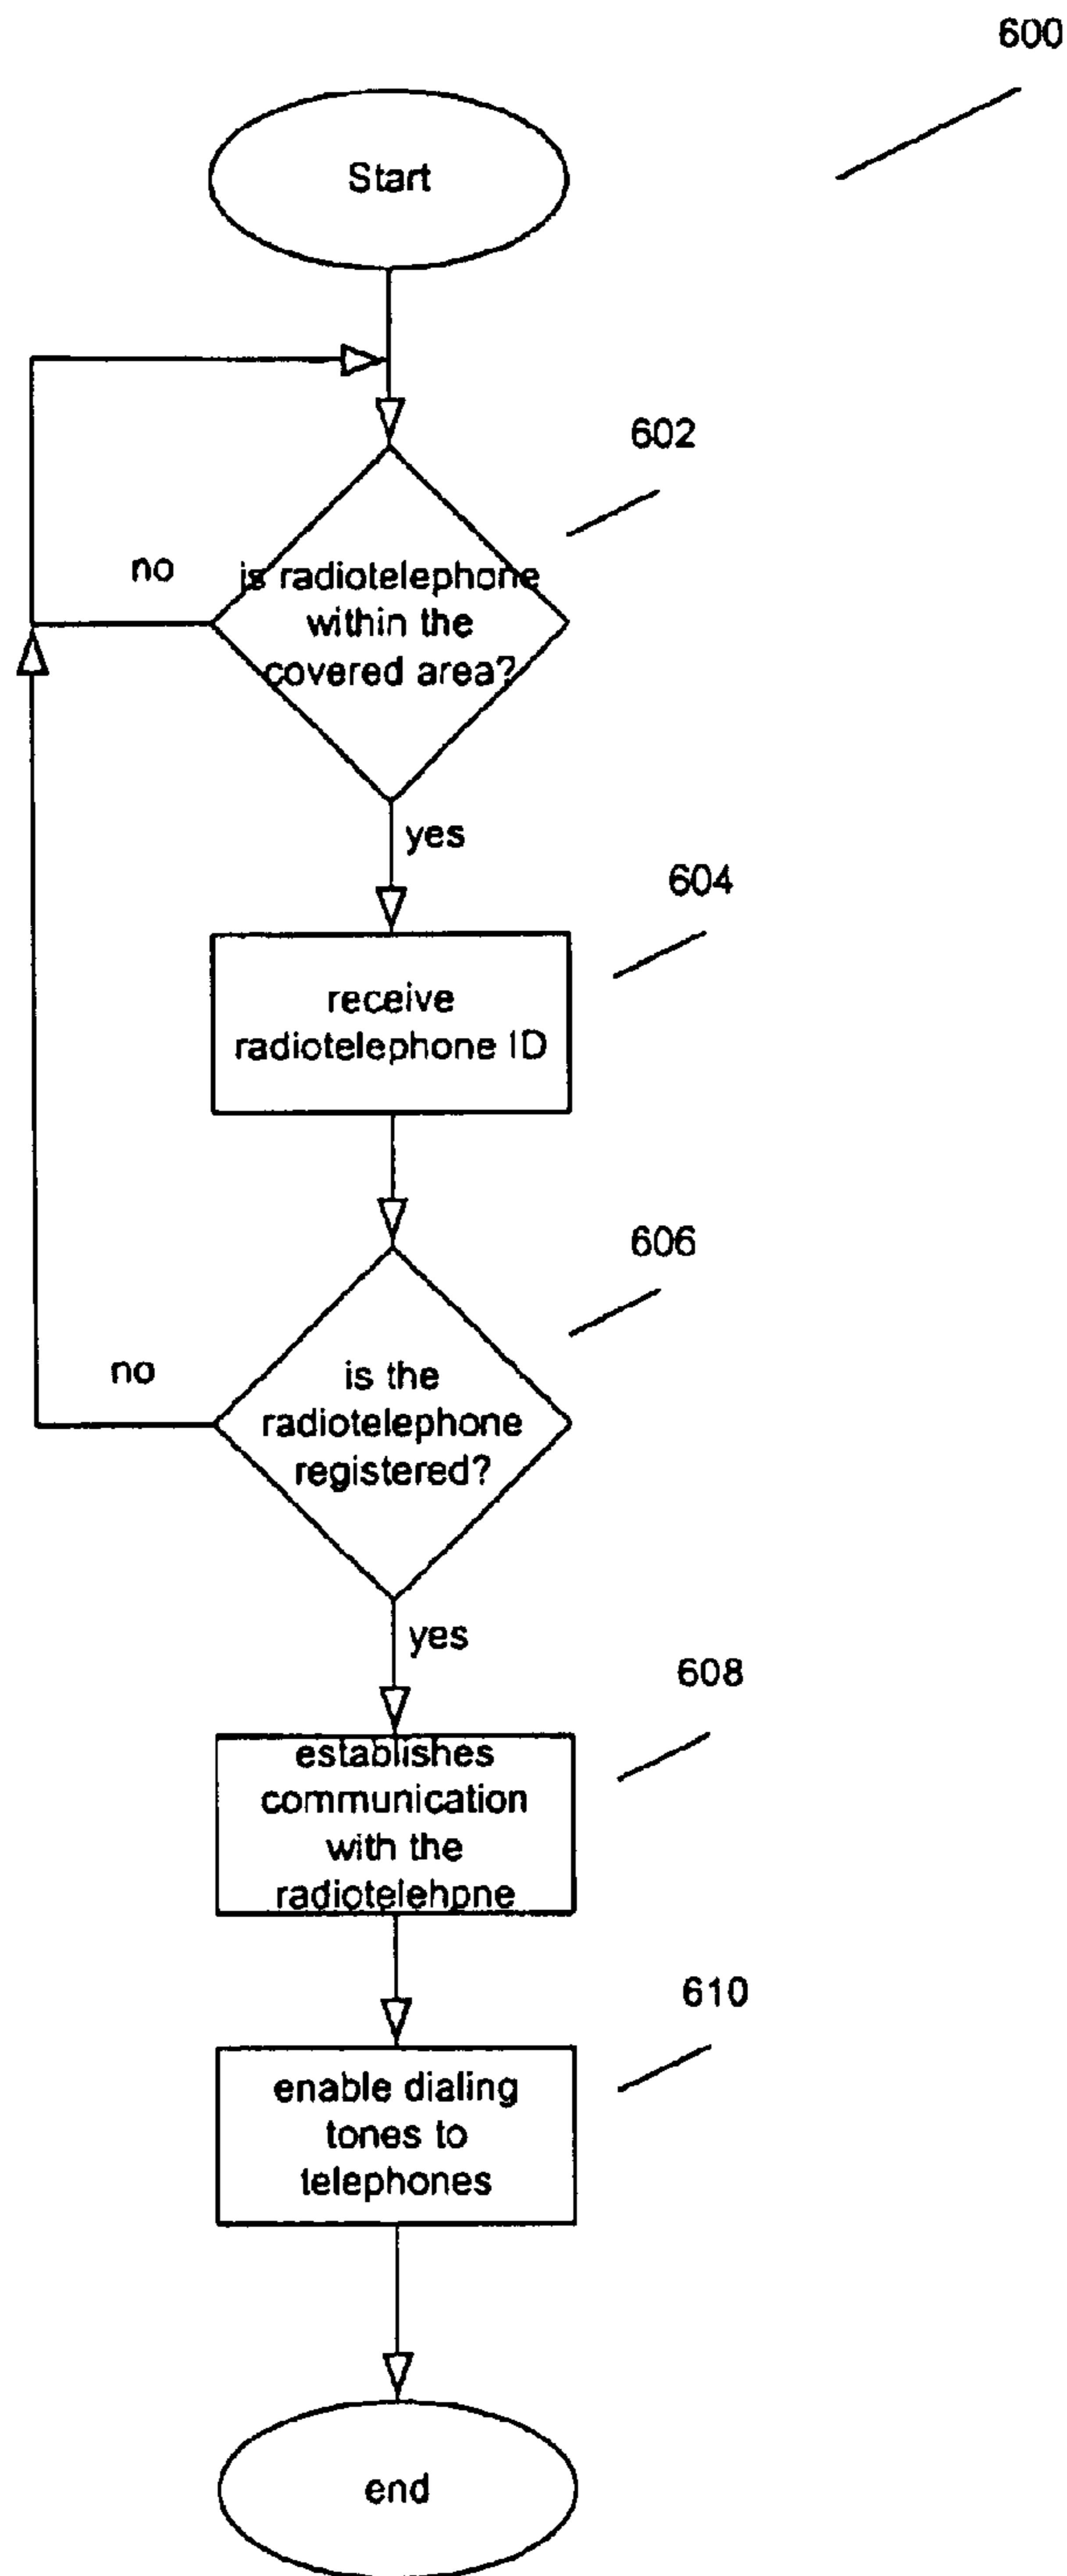 600
Start
602
no
is radiotelephone
within the
covered area?
yes
604
receive
radiotelephone ID
606
no
is the
radiotelephone
registered?
yes
608
establishes
communication
with the
radiotelehpne
610
enable dialing
tones to
telephones
end